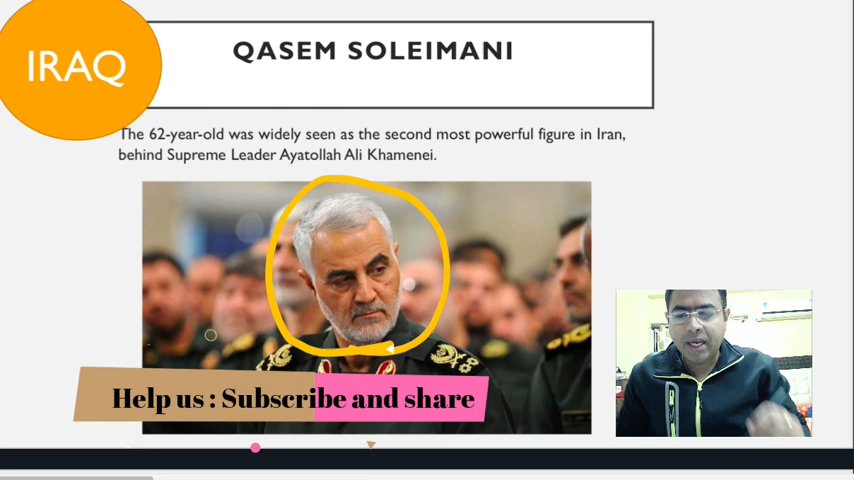 IRAQ
QASEM SOLEIMANI
The 62-year-old was widely seen as the second most powerful figure in Iran,
behind Supreme Leader Ayatollah Ali Khamenei.
Help us : Subscribe and share